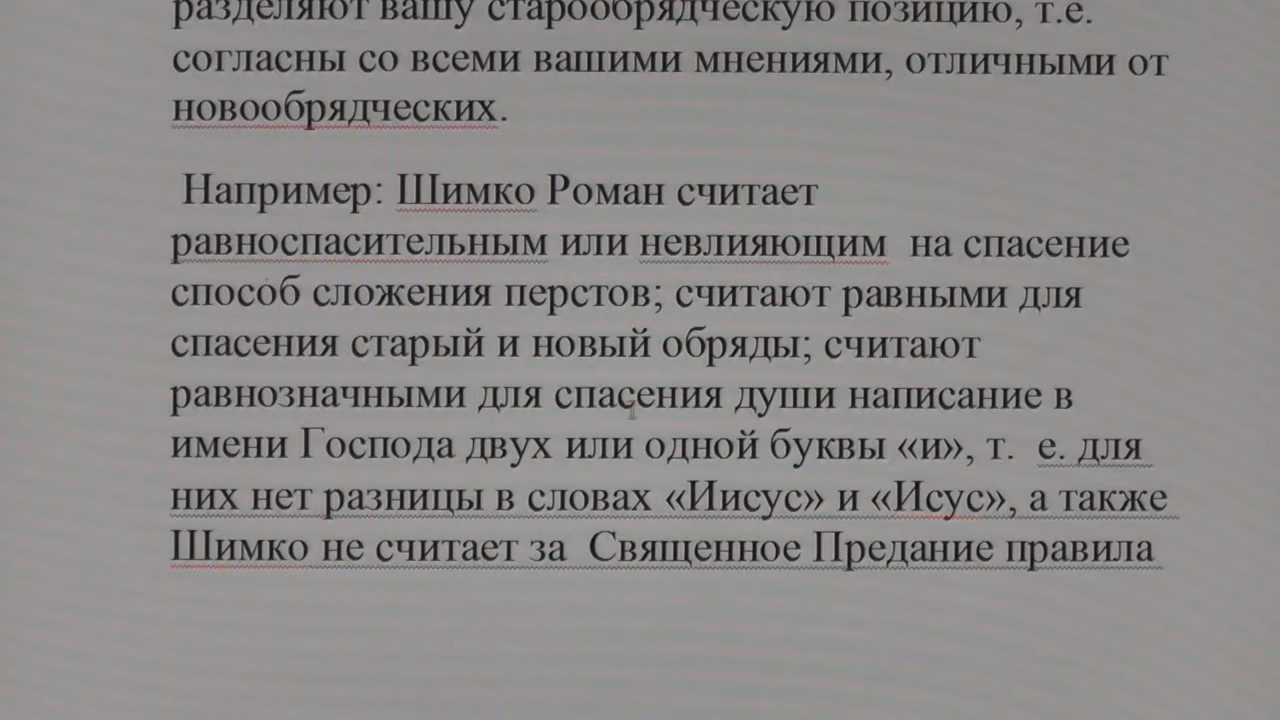 разделяют вашу старообрядческую позицию, т.е.
согласны со всеми вашими мнениями, отличными от
новообрядческих.
Например: Шимко Роман считает
равноспасительным или невлияющим на спасение
способ сложения перстов; считают равными для
спасения старый и новый обряды; считают
равнозначными для спасения души написание в
имени Господа двух или одной буквы «и», т. е. для
них нет разницы в словах «Иисус» и «Исус», а также
Шимко не считает за Священное Предание правила